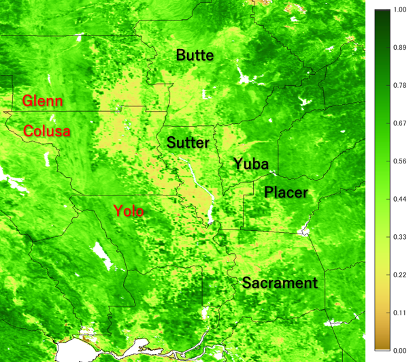 Butte
Glenn
Colusa
Sutter
Yuba
Placer
Yolo
Sacrament
1.00
0.89
0.78
0.67
0.56
0.44
0.33
0.22
0.11
0.00